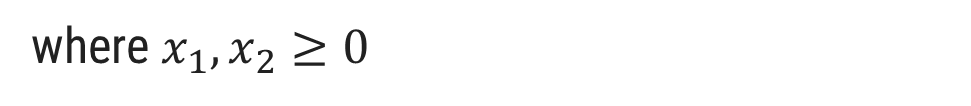 where x₁, x₂ ≥ 0